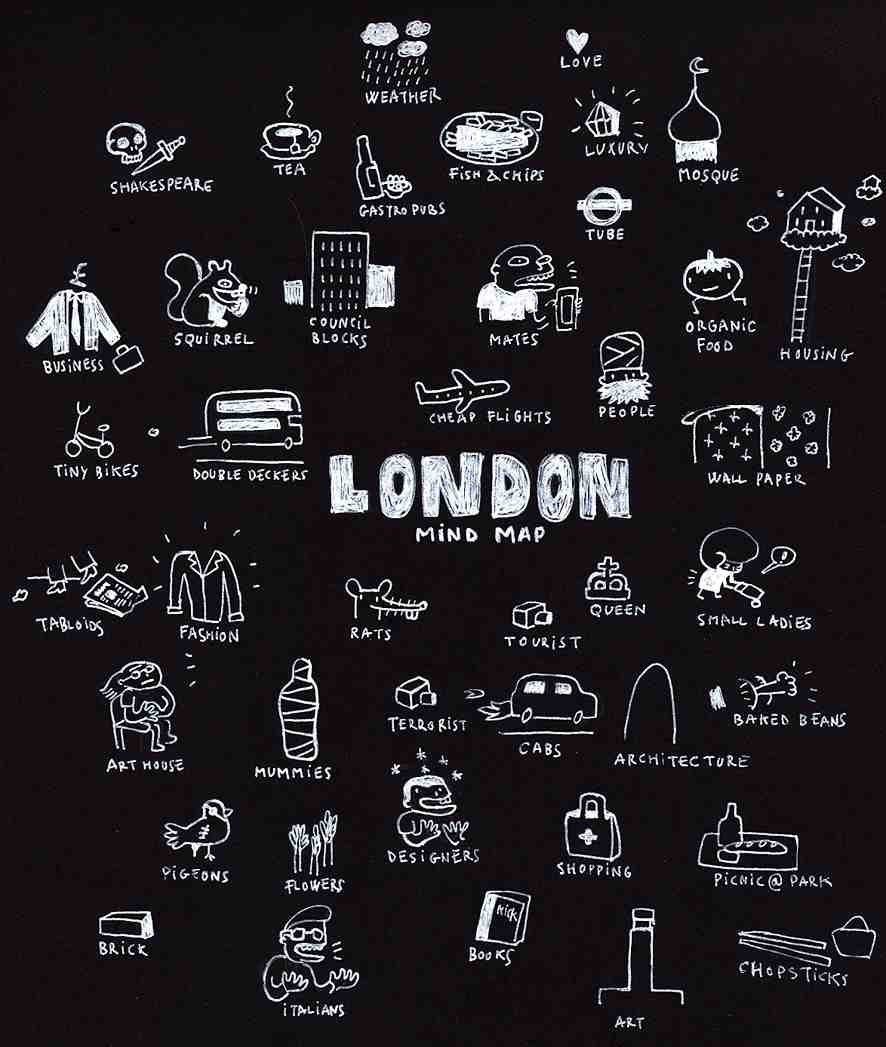 LOVE
WEATHER
LUXURY
SHAKESPEARE
TEA
FISH & CHIPS
MOSQUE
GASTRO PUBS
TUBE
BUSINESS
SQUIRREL
COUNCIL
BLOCKS
MATES
ORGANIC
FOOD
HOUSING
CHEAP FLIGHTS
PEOPLE
TINY BIKES
DOUBLE DECKERS
WALL PAPER
LONDON
MIND MAP
TABLOIDS
FASHION
RATS
TOURIST
QUEEN
SMALL LADIES
ART HOUSE
MUMMIES
TERRORIST
CABS
ARCHITECTURE
BAKED BEANS
PIGEONS
FLOWERS
DESIGNERS
SHOPPING
PICNIC @ PARK
BRICK
ITALIANS
BOOKS
ART
CHOPSTICKS